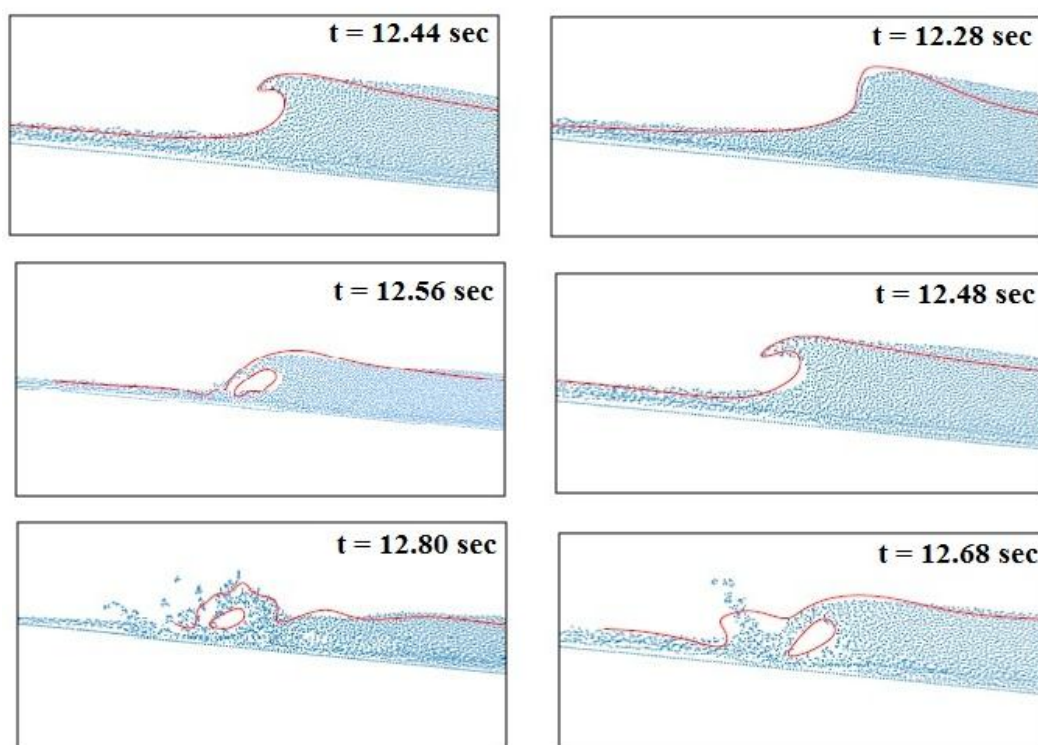 t = 12.44 sec
t = 12.28 sec
t = 12.56 sec
t = 12.48 sec
t = 12.80 sec
t = 12.68 sec